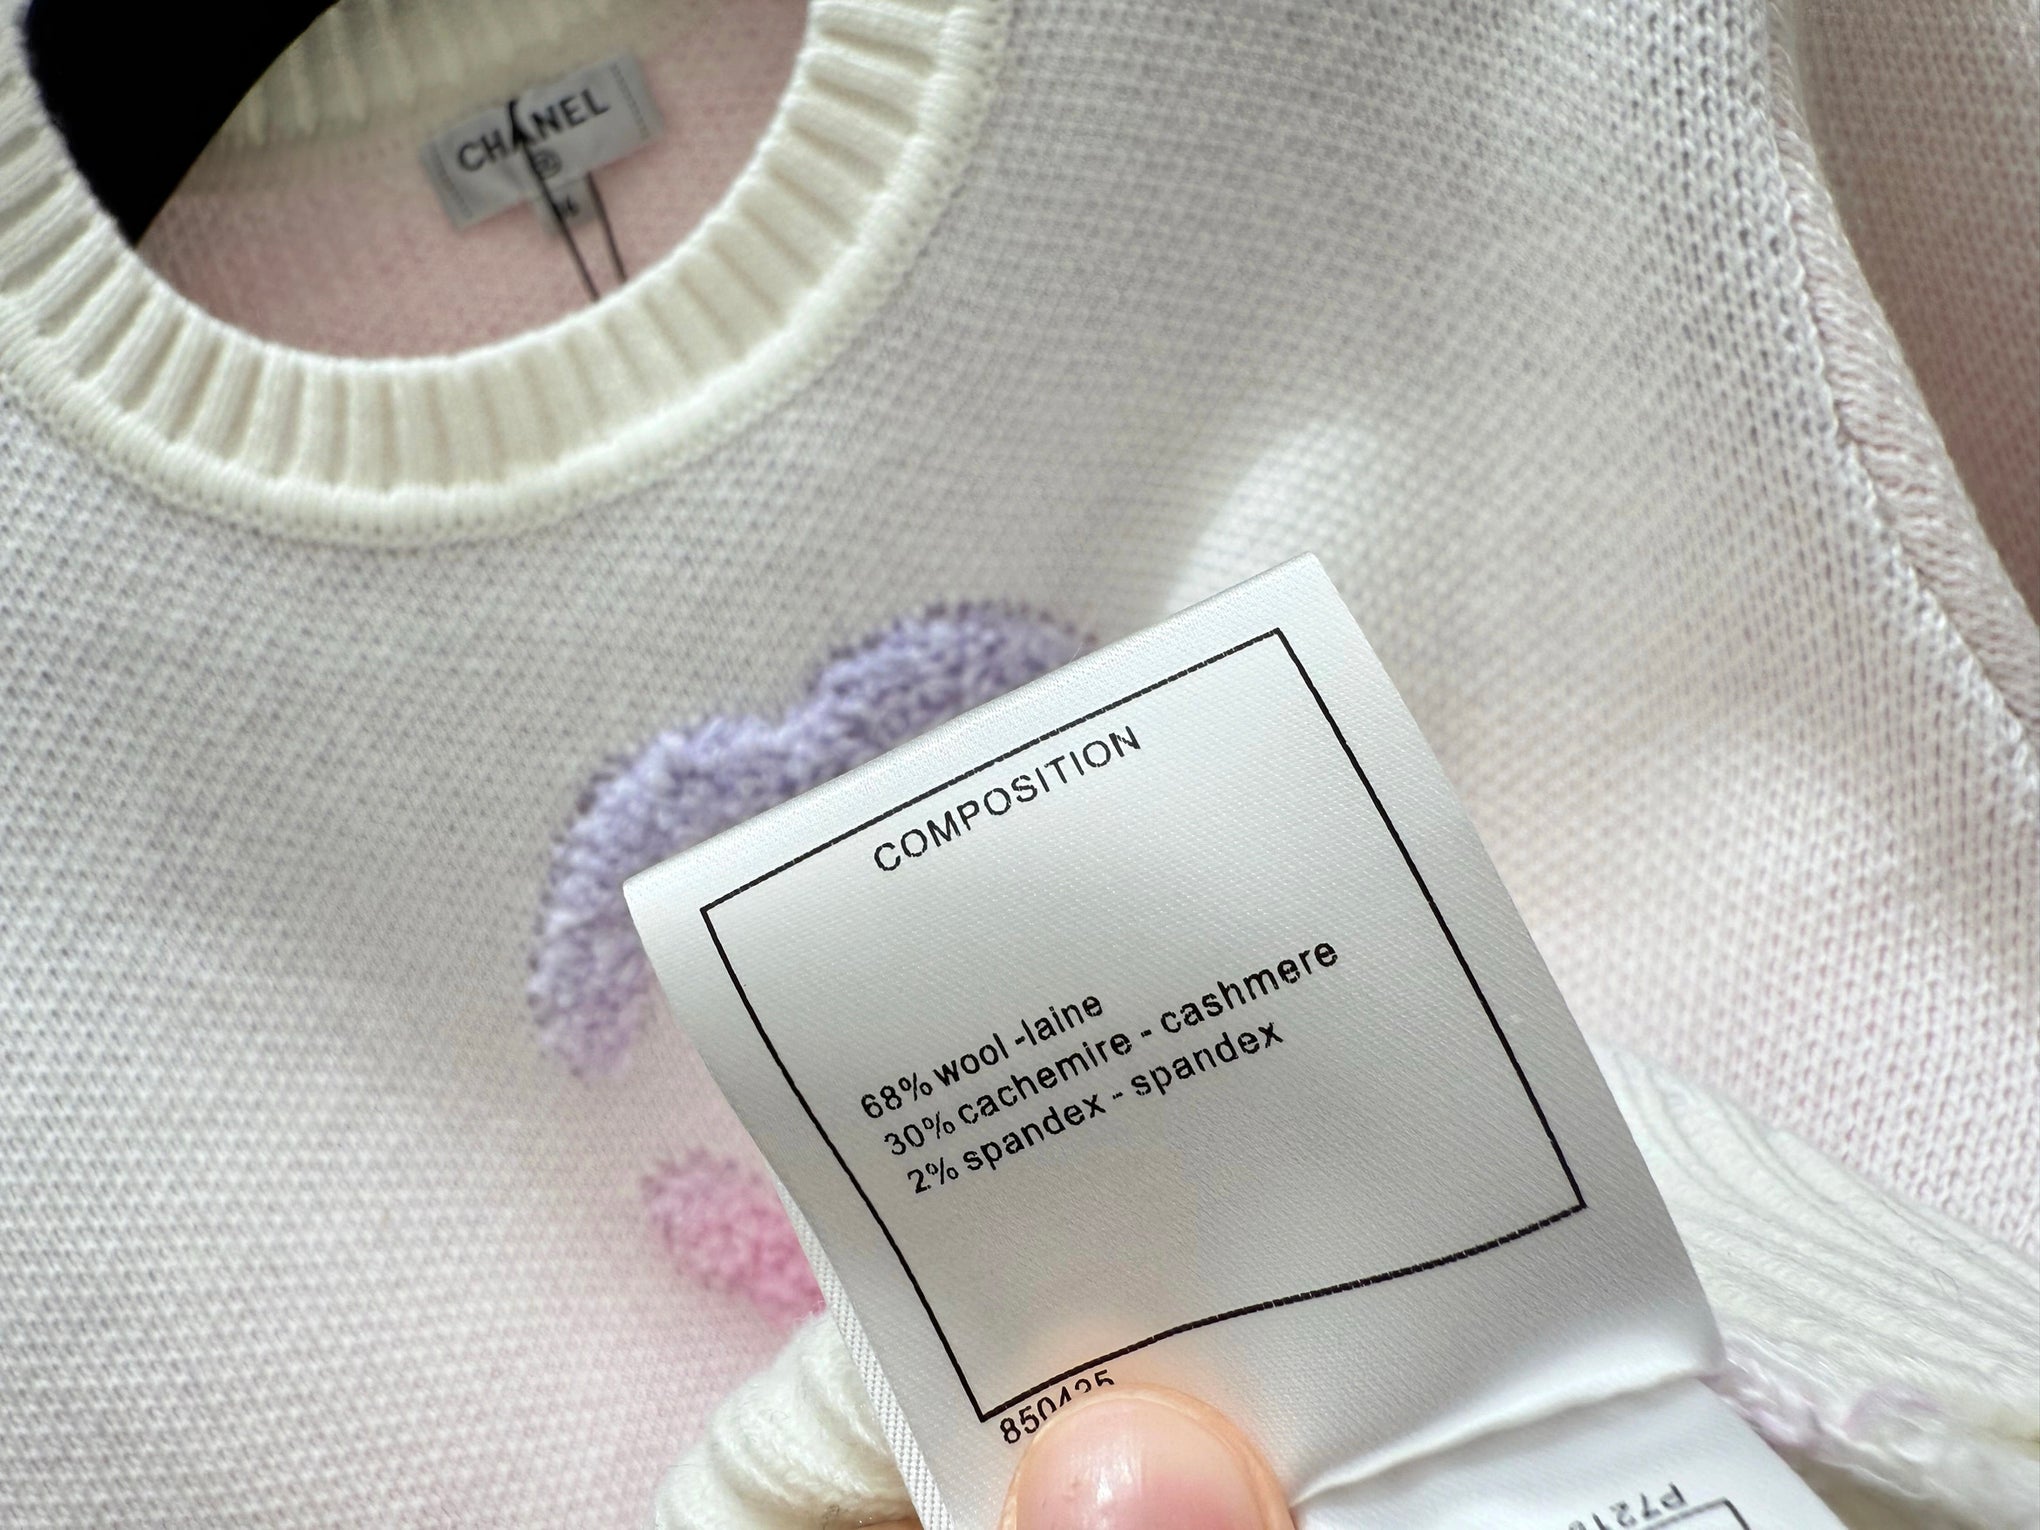 CHANEL
®
COMPOSITION
68% wool -laine
30% cachemire - cashmere
2% spandex - spandex
850425